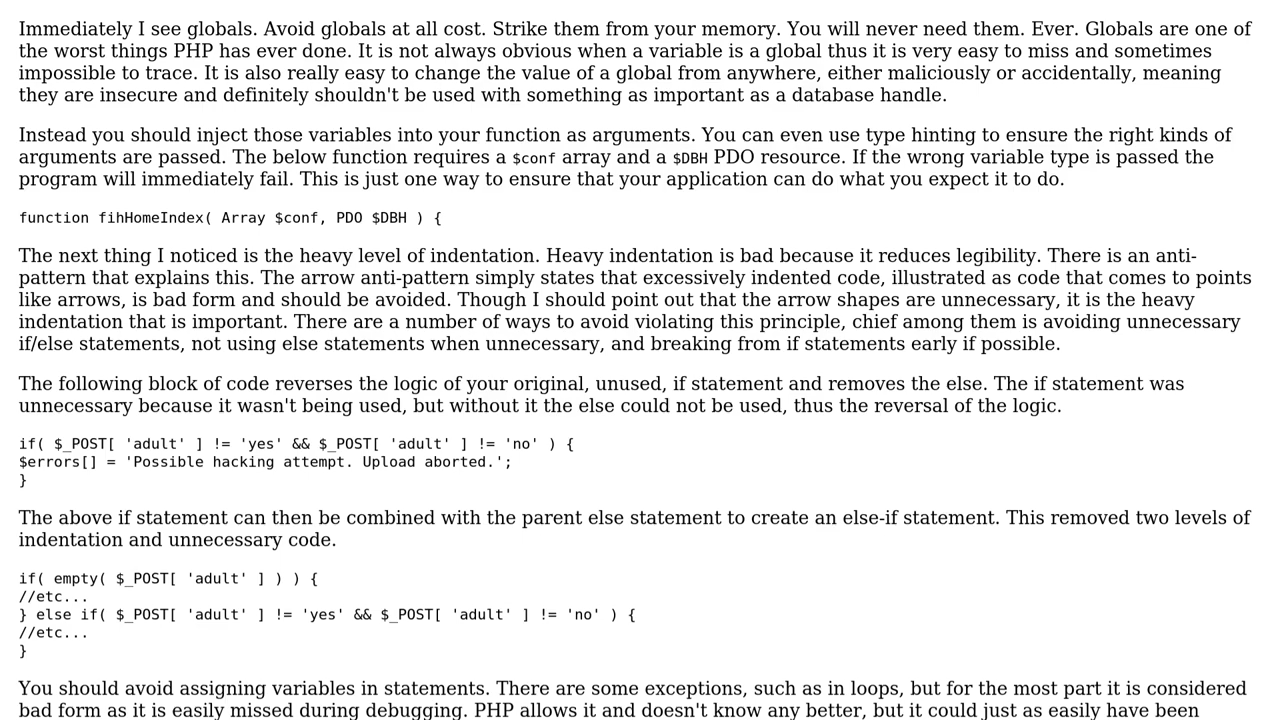 Immediately I see globals. Avoid globals at all cost. Strike them from your memory. You will never need them. Ever. Globals are one of
the worst things PHP has ever done. It is not always obvious when a variable is a global thus it is very easy to miss and sometimes
impossible to trace. It is also really easy to change the value of a global from anywhere, either maliciously or accidentally, meaning
they are insecure and definitely shouldn't be used with something as important as a database handle.
Instead you should inject those variables into your function as arguments. You can even use type hinting to ensure the right kinds of
arguments are passed. The below function requires a $conf array and a $DBH PDO resource. If the wrong variable type is passed the
program will immediately fail. This is just one way to ensure that your application can do what you expect it to do.
function fihHomeIndex( Array $conf, PDO $DBH ) {
The next thing I noticed is the heavy level of indentation. Heavy indentation is bad because it reduces legibility. There is an anti-
pattern that explains this. The arrow anti-pattern simply states that excessively indented code, illustrated as code that comes to points
like arrows, is bad form and should be avoided. Though I should point out that the arrow shapes are unnecessary, it is the heavy
indentation that is important. There are a number of ways to avoid violating this principle, chief among them is avoiding unnecessary
if/else statements, not using else statements when unnecessary, and breaking from if statements early if possible.
The following block of code reverses the logic of your original, unused, if statement and removes the else. The if statement was
unnecessary because it wasn't being used, but without it the else could not be used, thus the reversal of the logic.
if( $_POST[ 'adult' ] != 'yes' && $_POST[ 'adult' ] != 'no' ) {
$errors[] = 'Possible hacking attempt. Upload aborted.';
}
The above if statement can then be combined with the parent else statement to create an else-if statement. This removed two levels of
indentation and unnecessary code.
if( empty( $_POST[ 'adult' ] ) ) {
//etc...
} else if( $_POST[ 'adult' ] != 'yes' && $_POST[ 'adult' ] != 'no' ) {
//etc...
}
You should avoid assigning variables in statements. There are some exceptions, such as in loops, but for the most part it is considered
bad form as it is easily missed during debugging. PHP allows it and doesn't know any better, but it could just as easily have been